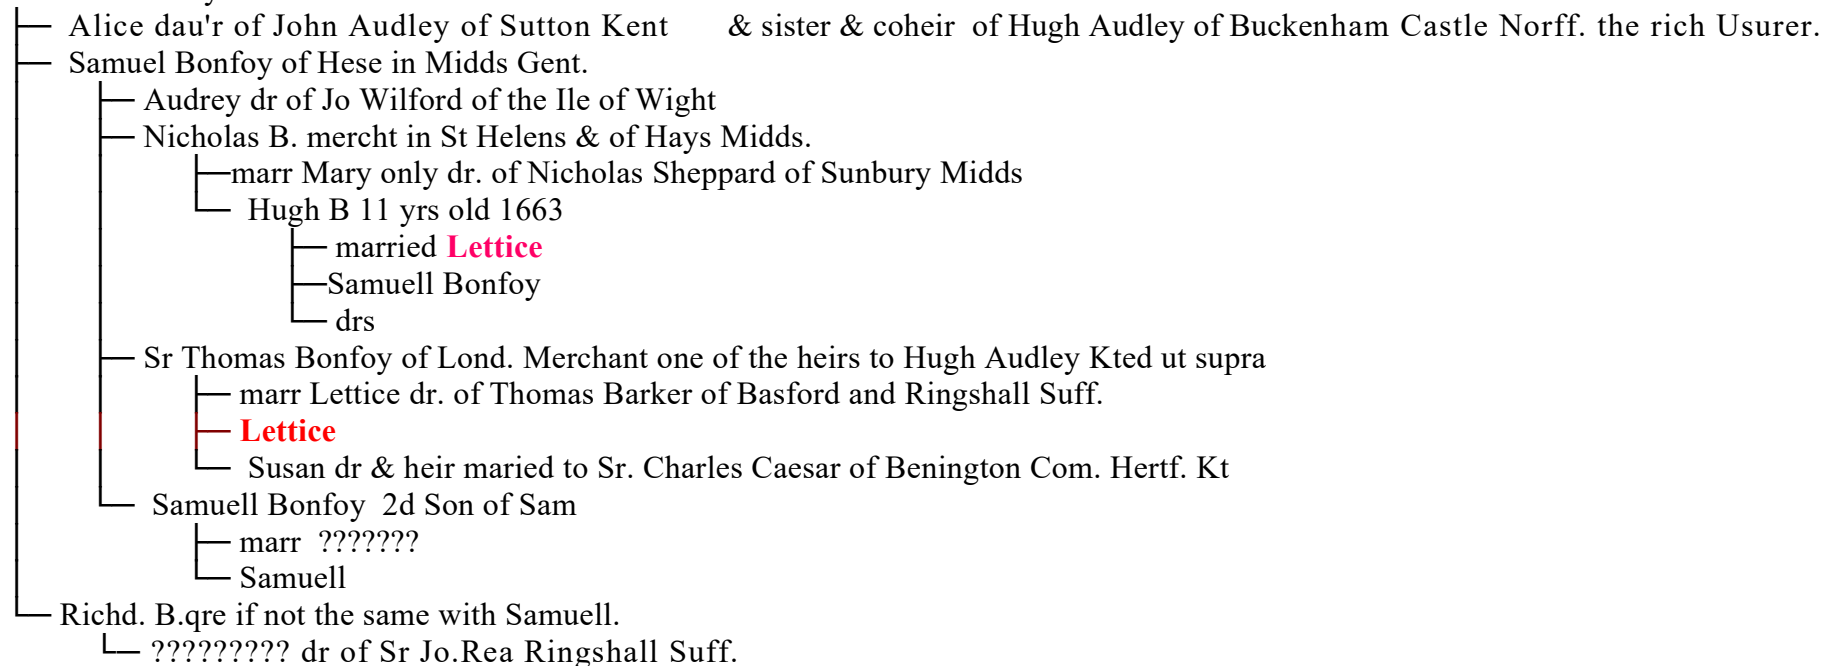 Alice dau'r of John Audley of Sutton Kent & sister & coheir of Hugh Audley of Buckenham Castle Norff. the rich Usurer.
Samuel Bonfoy of Hese in Midds Gent.
Audrey dr of Jo Wilford of the Ile of Wight
Nicholas B. mercht in St Helens & of Hays Midds.
marr Mary only dr. of Nicholas Sheppard of Sunbury Midds
Hugh B 11 yrs old 1663
married Lettice
Samuell Bonfoy
drs
Sr Thomas Bonfoy of Lond. Merchant one of the heirs to Hugh Audley Kted ut supra
marr Lettice dr. of Thomas Barker of Basford and Ringshall Suff.
Lettice
Susan dr & heir maried to Sr. Charles Caesar of Benington Com. Hertf. Kt
Samuell Bonfoy 2d Son of Sam
marr ???????
Samuell
Richd. B.qre if not the same with Samuell.
????????? dr of Sr Jo.Rea Ringshall Suff.